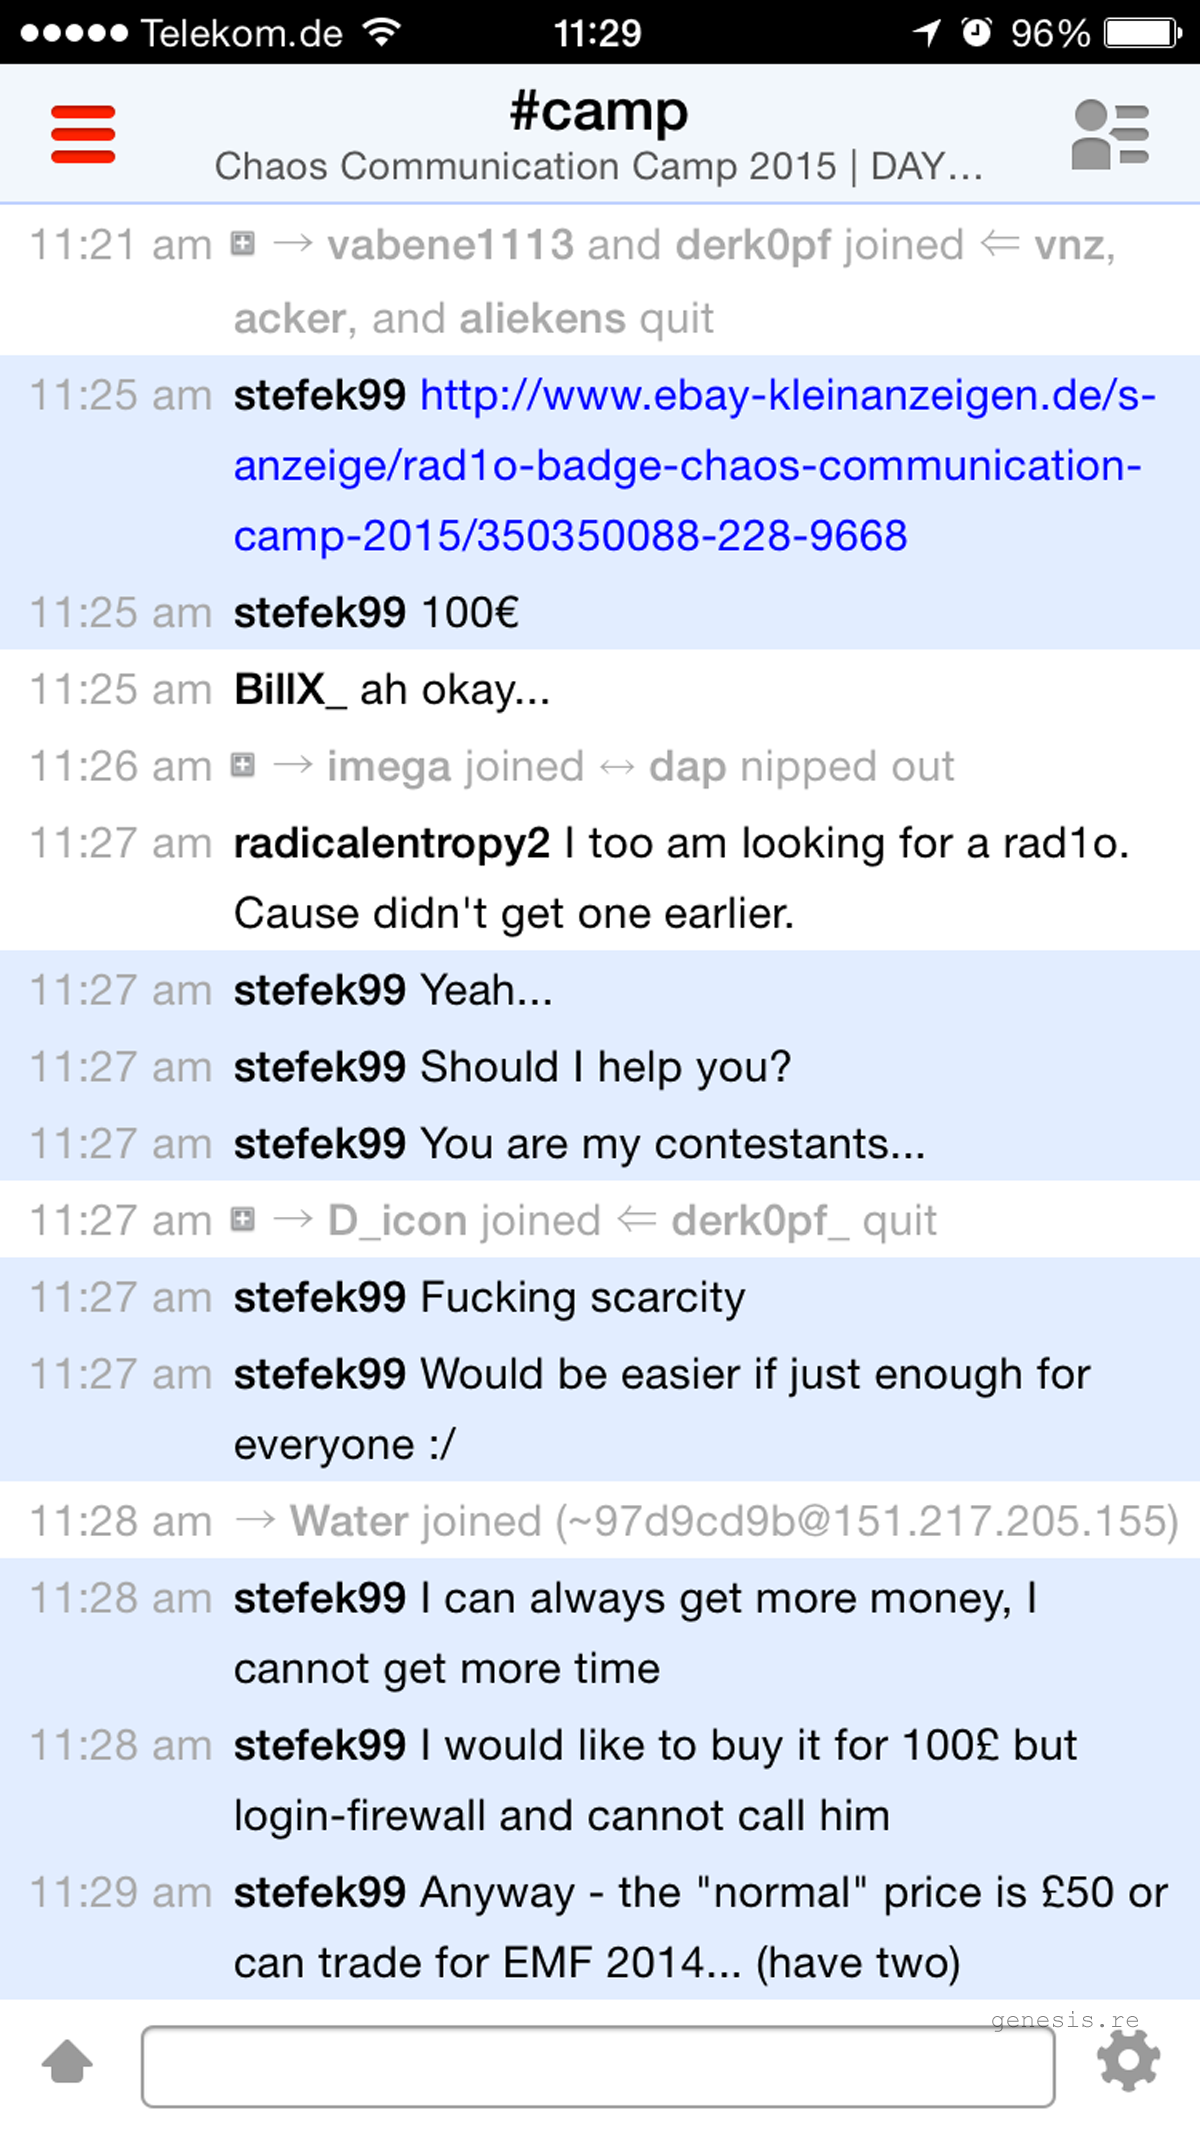 Telekom.de 11:29 96%
#camp
Chaos Communication Camp 2015 | DAY...
11:21 am → vabene1113 and derk0pf joined ⇐ vnz,
acker, and aliekens quit
11:25 am stefek99 http://www.ebay-kleinanzeigen.de/s-
anzeige/rad1o-badge-chaos-communication-
camp-2015/350350088-228-9668
11:25 am stefek99 100€
11:25 am BillX_ ah okay...
11:26 am → imega joined ↔ dap nipped out
11:27 am radicalentropy2 I too am looking for a rad1o.
Cause didn't get one earlier.
11:27 am stefek99 Yeah...
11:27 am stefek99 Should I help you?
11:27 am stefek99 You are my contestants...
11:27 am → D_icon joined ⇐ derk0pf_ quit
11:27 am stefek99 Fucking scarcity
11:27 am stefek99 Would be easier if just enough for
everyone :/
11:28 am → Water joined (~97d9cd9b@151.217.205.155)
11:28 am stefek99 I can always get more money, I
cannot get more time
11:28 am stefek99 I would like to buy it for 100£ but
login-firewall and cannot call him
11:29 am stefek99 Anyway - the "normal" price is £50 or
can trade for EMF 2014... (have two)
genesis.re